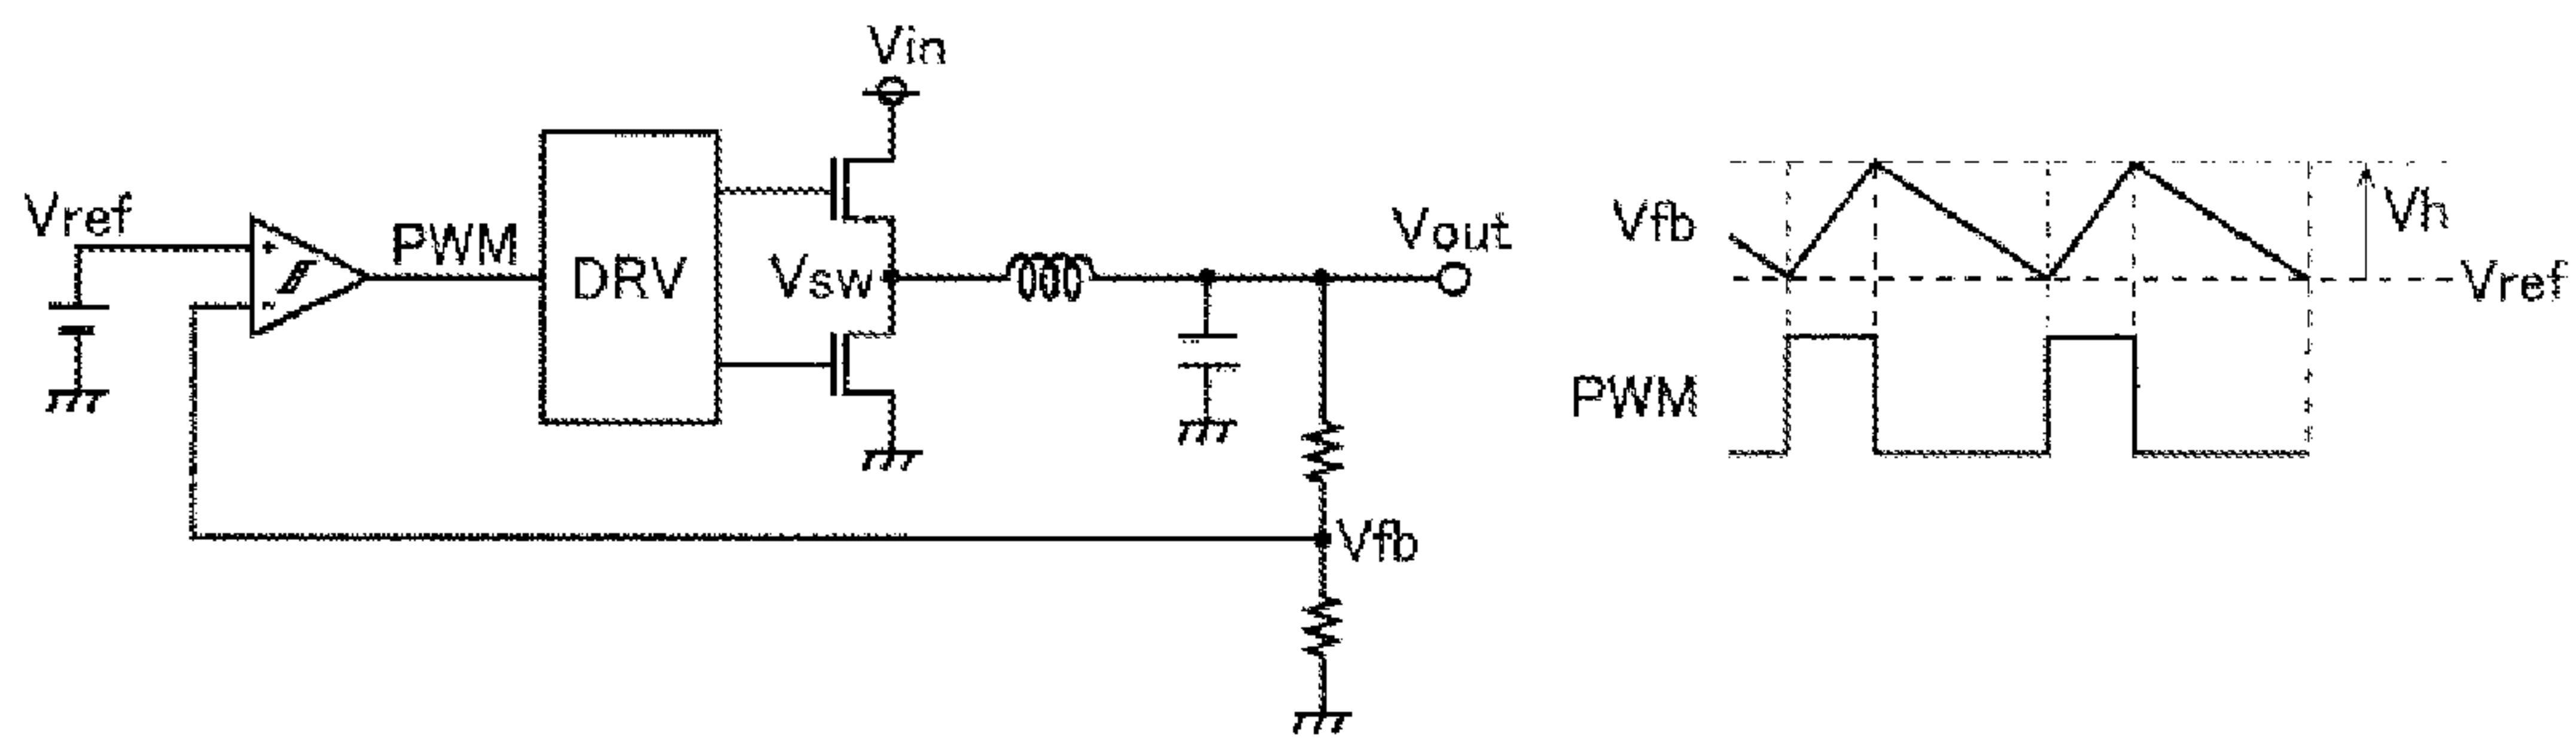 Vin
Vref
+
-
PWM
DRV
Vsw
Vout
Vfb
Vfb
Vh
Vref
PWM